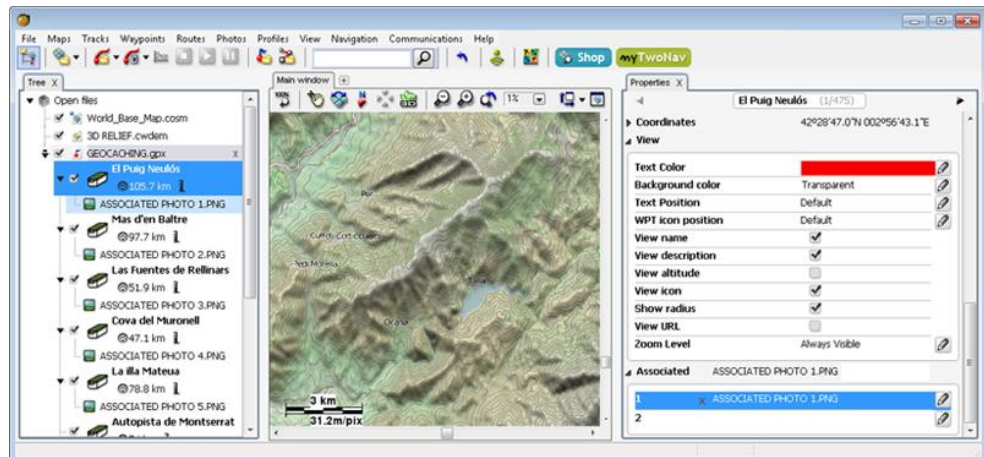 File Maps Tracks Waypoints Routes Photos Profiles View Navigation Communications Help
Shop
myTwoNav
Tree X
Open files
World_Base_Map.cosm
3D RELIEF.cwdem
GEOCACHING.gpx x
El Puig Neulós
105.7 km
ASSOCIATED PHOTO 1.PNG
Mas d'en Baltre
97.7 km
ASSOCIATED PHOTO 2.PNG
Las Fuentes de Rellinars
51.9 km
ASSOCIATED PHOTO 3.PNG
Cova del Muronell
47.1 km
ASSOCIATED PHOTO 4.PNG
La illa Mateua
78.8 km
ASSOCIATED PHOTO 5.PNG
Autopista de Montserrat
Main window
100%
1%
Ocaña
3 km
31.2m/pix
Properties X
El Puig Neulós (1/475)
Coordinates 42º28'47.0"N 002º56'43.1"E
View
Text Color
Background color Transparent
Text Position Default
WPT icon position Default
View name
View description
View altitude
View icon
Show radius
View URL
Zoom Level Always Visible
Associated ASSOCIATED PHOTO 1.PNG
1 x ASSOCIATED PHOTO 1.PNG
2